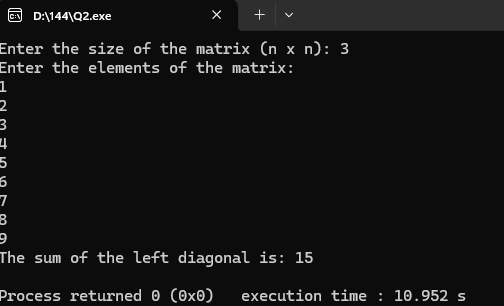 D:\144\Q2.exe
Enter the size of the matrix (n x n): 3
Enter the elements of the matrix:
1
2
3
4
5
6
7
8
9
The sum of the left diagonal is: 15
Process returned 0 (0x0)   execution time : 10.952 s